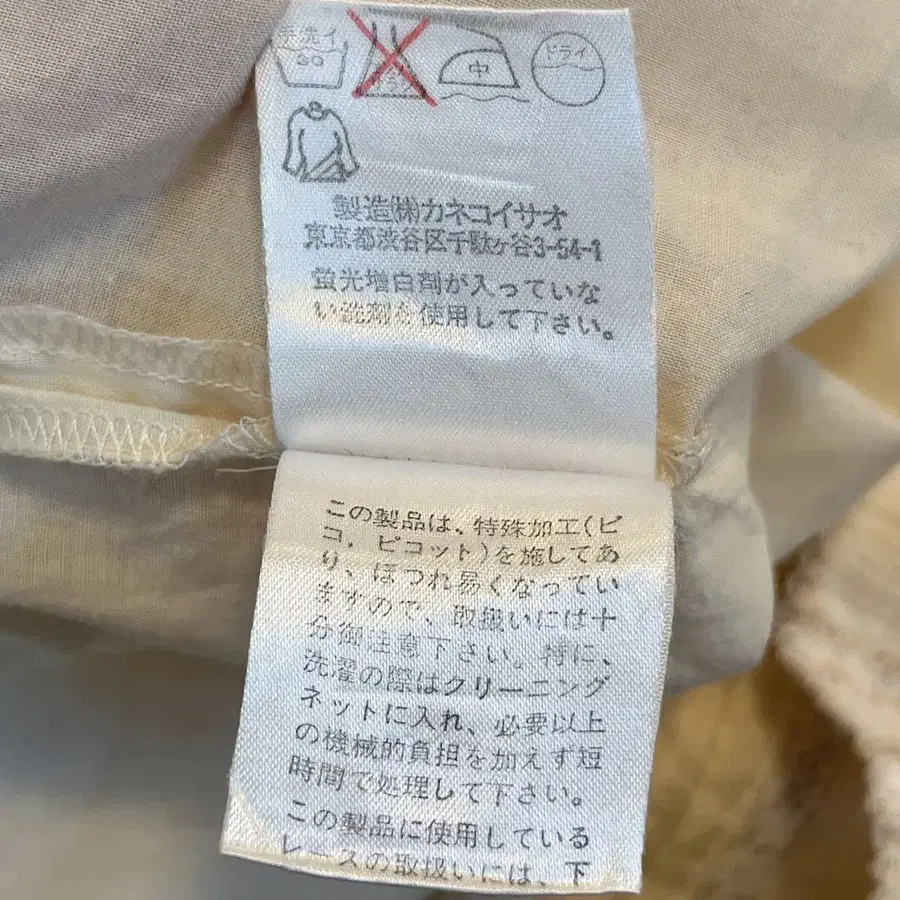 手洗イ 30 中 ドライ
製造㈱カネコイサオ
東京都渋谷区千駄ヶ谷3-54-1
蛍光増白剤が入っていな
い洗剤を使用して下さい。
この製品は、特殊加工(ピ
コ、ピコット)を施してあ
り、ほつれ易くなってい
ますので、取扱いには十
分御注意下さい。特に、
洗濯の際はクリーニング
ネットに入れ、必要以上
の機械的負担を加えず短
時間で処理して下さい。
この製品に使用している
レースの取扱いには、下